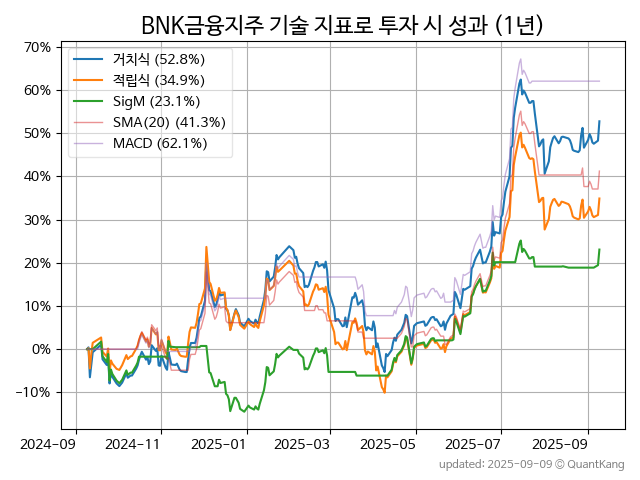 BNK금융지주 기술 지표로 투자 시 성과 (1년)
70%
60%
50%
40%
30%
20%
10%
0%
−10%
거치식 (52.8%)
적립식 (34.9%)
SigM (23.1%)
SMA(20) (41.3%)
MACD (62.1%)
2024-09 2024-11 2025-01 2025-03 2025-05 2025-07 2025-09
updated: 2025-09-09 © QuantKang